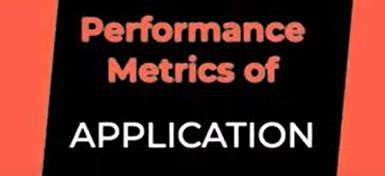 Performance
Metrics of
APPLICATION